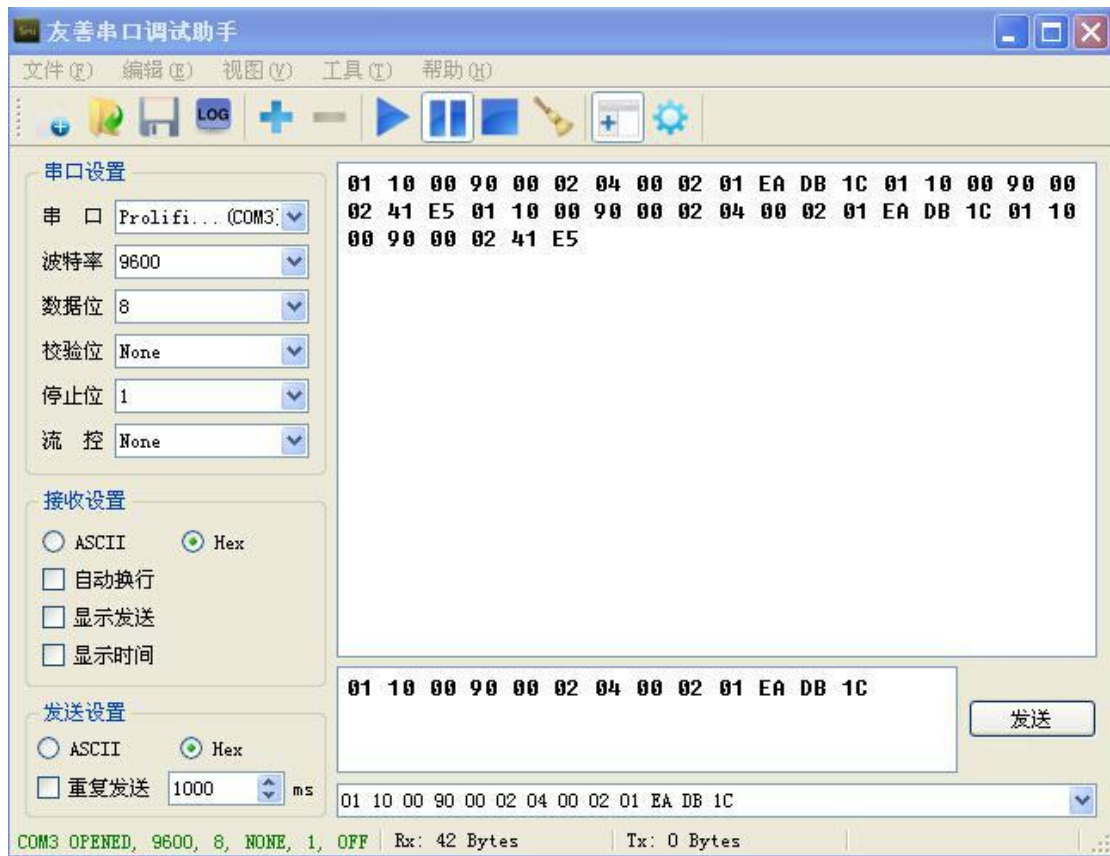 友善串口调试助手
文件(F) 编辑(E) 视图(V) 工具(T) 帮助(H)
LOG
串口设置
串 口 Prolifi...(COM3)
波特率 9600
数据位 8
校验位 None
停止位 1
流 控 None
接收设置
ASCII Hex
自动换行
显示发送
显示时间
发送设置
ASCII Hex
重复发送 1000 ms
01 10 00 90 00 02 04 00 02 01 EA DB 1C 01 10 00 90 00
02 41 E5 01 10 00 90 00 02 04 00 02 01 EA DB 1C 01 10
00 90 00 02 41 E5
01 10 00 90 00 02 04 00 02 01 EA DB 1C
发送
01 10 00 90 00 02 04 00 02 01 EA DB 1C
COM3 OPENED, 9600, 8, NONE, 1, OFF Rx: 42 Bytes Tx: 0 Bytes